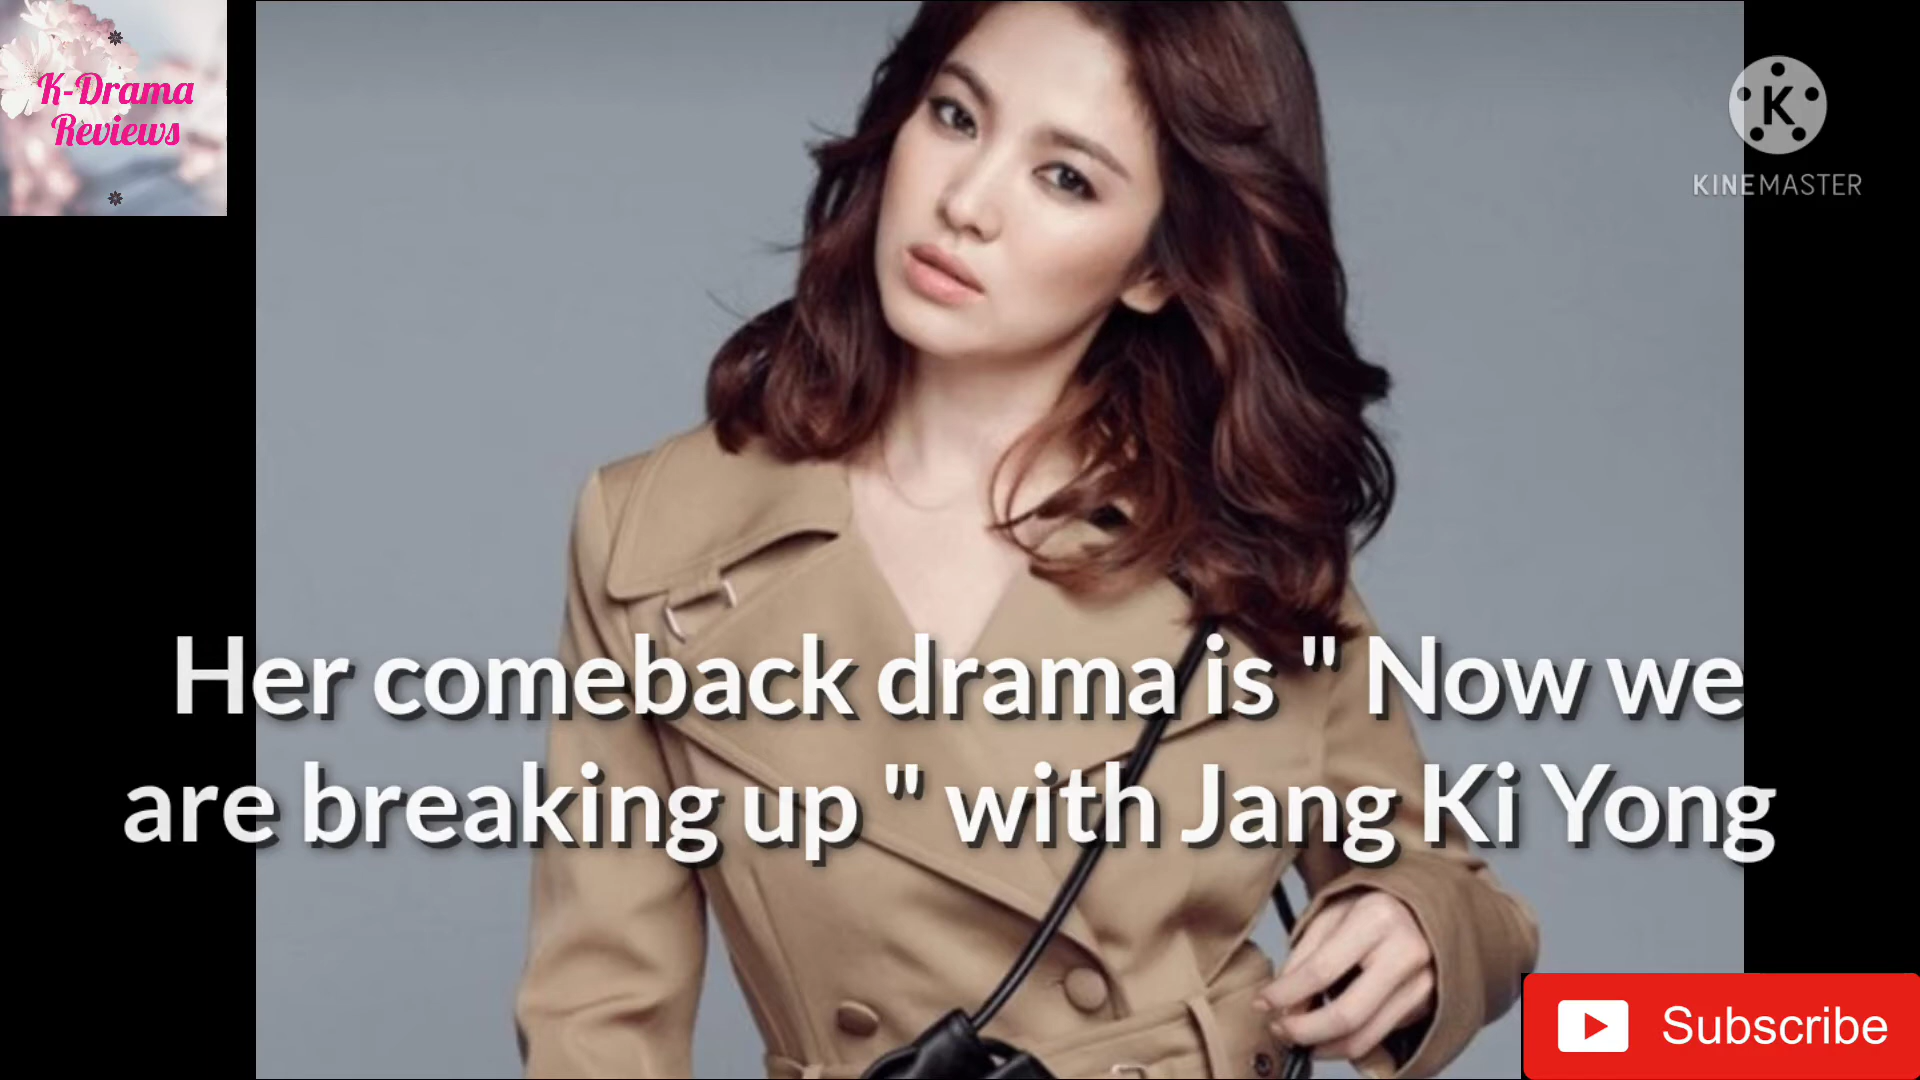 K-Drama
Reviews
K
KINEMASTER
Her comeback drama is " Now we
are breaking up " with Jang Ki Yong
Subscribe